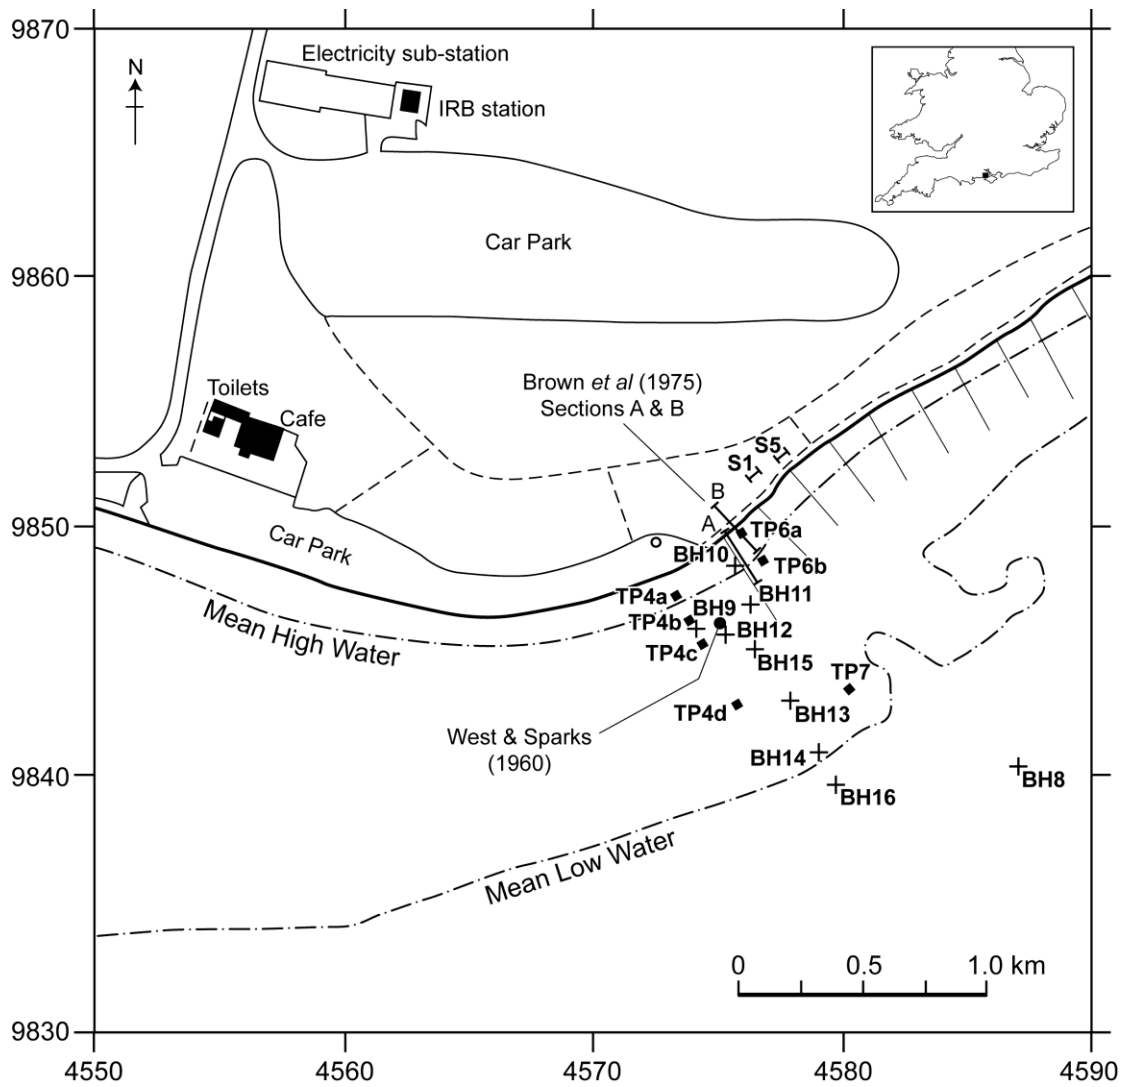 9870
Electricity sub-station
N
IRB station
Car Park
9860
Brown et al (1975)
Sections A & B
Toilets
Cafe
S5
S1
B
A
TP6a
9850
Car Park
BH10
TP6b
BH11
TP4a
BH9
TP4b
BH12
Mean High Water
TP4c
BH15
TP7
TP4d
BH13
West & Sparks
(1960)
BH14
9840
BH8
BH16
Mean Low Water
0 0.5 1.0 km
9830
4550 4560 4570 4580 4590